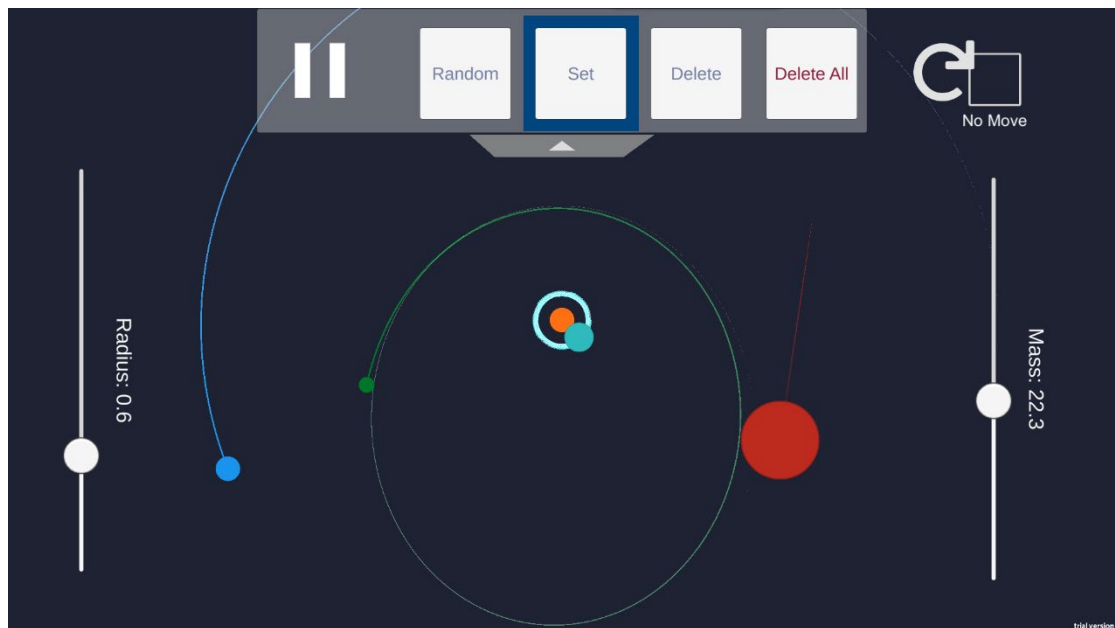 Random
Set
Delete
Delete All
No Move
Radius: 0.6
Mass: 22.3
trial version